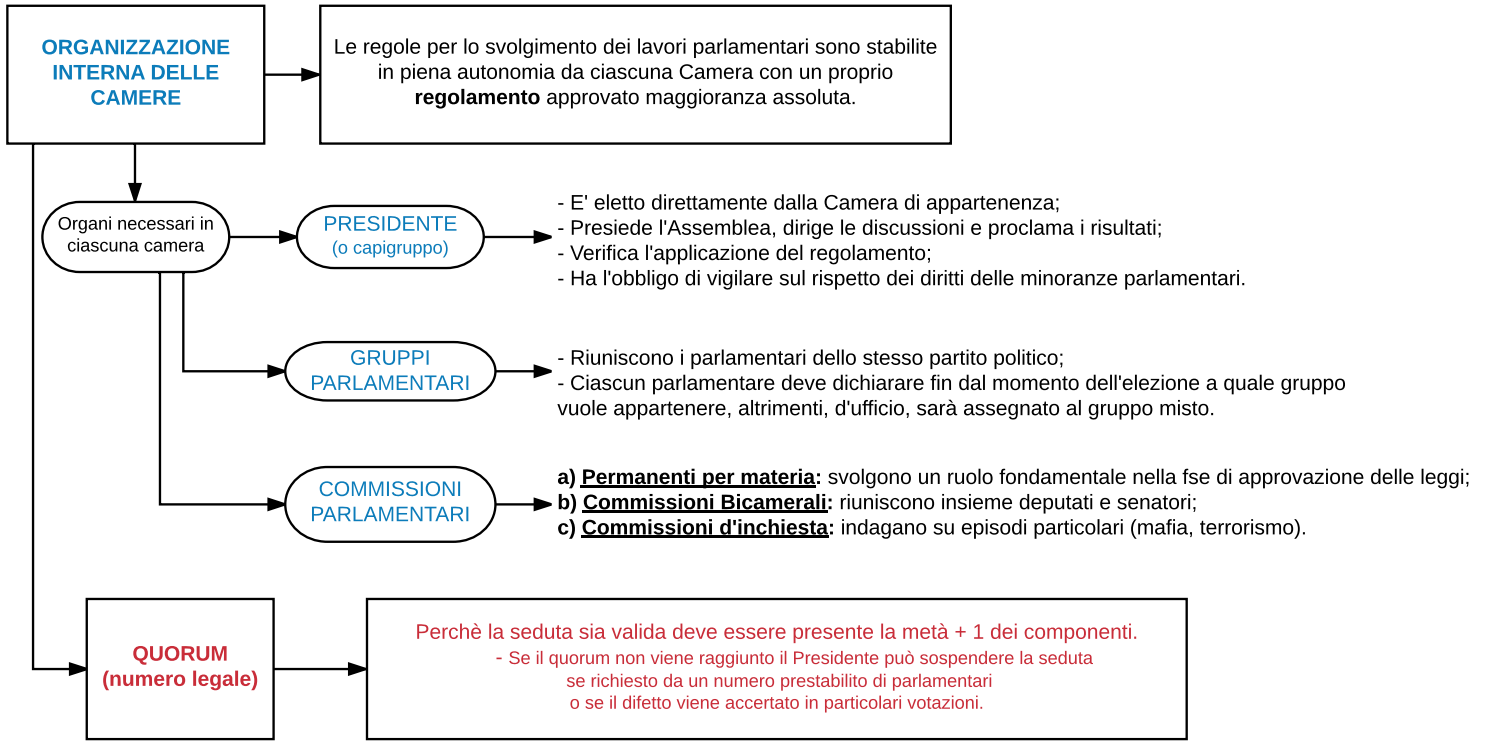 ORGANIZZAZIONE
INTERNA DELLE
CAMERE
Le regole per lo svolgimento dei lavori parlamentari sono stabilite
in piena autonomia da ciascuna Camera con un proprio
regolamento approvato maggioranza assoluta.
Organi necessari in
ciascuna camera
PRESIDENTE
(o capigruppo)
- E' eletto direttamente dalla Camera di appartenenza;
- Presiede l'Assemblea, dirige le discussioni e proclama i risultati;
- Verifica l'applicazione del regolamento;
- Ha l'obbligo di vigilare sul rispetto dei diritti delle minoranze parlamentari.
GRUPPI
PARLAMENTARI
- Riuniscono i parlamentari dello stesso partito politico;
- Ciascun parlamentare deve dichiarare fin dal momento dell'elezione a quale gruppo
vuole appartenere, altrimenti, d'ufficio, sarà assegnato al gruppo misto.
COMMISSIONI
PARLAMENTARI
a) Permanenti per materia: svolgono un ruolo fondamentale nella fse di approvazione delle leggi;
b) Commissioni Bicamerali: riuniscono insieme deputati e senatori;
c) Commissioni d'inchiesta: indagano su episodi particolari (mafia, terrorismo).
QUORUM
(numero legale)
Perchè la seduta sia valida deve essere presente la metà + 1 dei componenti.
- Se il quorum non viene raggiunto il Presidente può sospendere la seduta
se richiesto da un numero prestabilito di parlamentari
o se il difetto viene accertato in particolari votazioni.